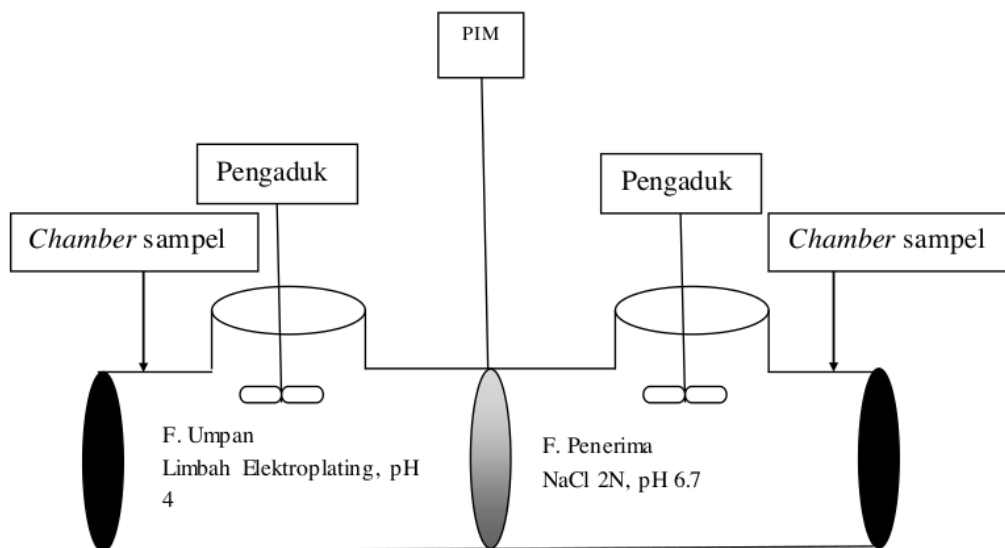 PIM
Pengaduk
Pengaduk
Chamber sampel
Chamber sampel
F. Umpan
Limbah Elektroplating, pH
4
F. Penerima
NaCl 2N, pH 6.7